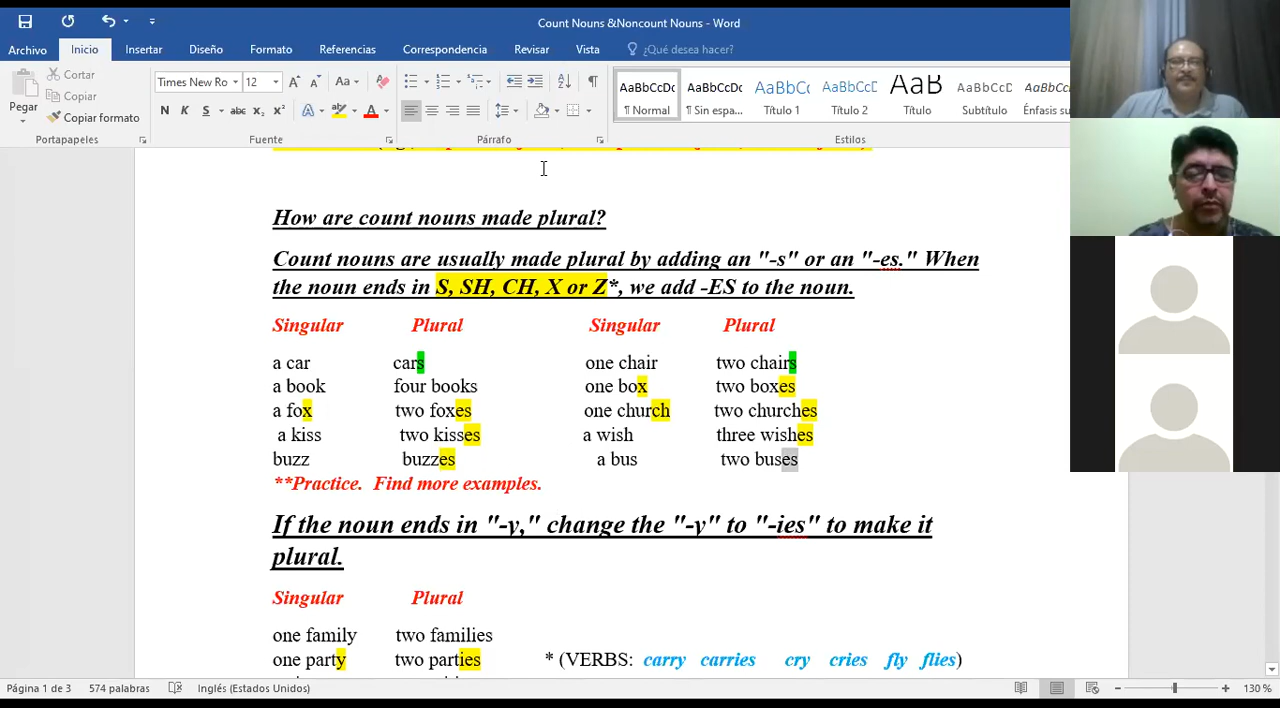 Count Nouns &Noncount Nouns - Word
Archivo Inicio Insertar Diseño Formato Referencias Correspondencia Revisar Vista ¿Qué desea hacer?
Pegar
Cortar
Copiar
Copiar formato
Times New Ro 12
N K S abc x₂ x²
AaBbCcDc AaBbCcDc AaBbCc AaBbCc AaB AaBbCcD AaBbCcDc
¶ Normal ¶ Sin espa... Título 1 Título 2 Título Subtítulo Énfasis su
Portapapeles Fuente Párrafo Estilos
How are count nouns made plural?
Count nouns are usually made plural by adding an "-s" or an "-es." When
the noun ends in S, SH, CH, X or Z*, we add -ES to the noun.
Singular Plural Singular Plural
a car cars one chair two chairs
a book four books one box two boxes
a fox two foxes one church two churches
a kiss two kisses a wish three wishes
buzz buzzes a bus two buses
**Practice. Find more examples.
If the noun ends in "-y," change the "-y" to "-ies" to make it
plural.
Singular Plural
one family two families
one party two parties * (VERBS: carry carries cry cries fly flies)
Página 1 de 3 574 palabras Inglés (Estados Unidos) 130 %